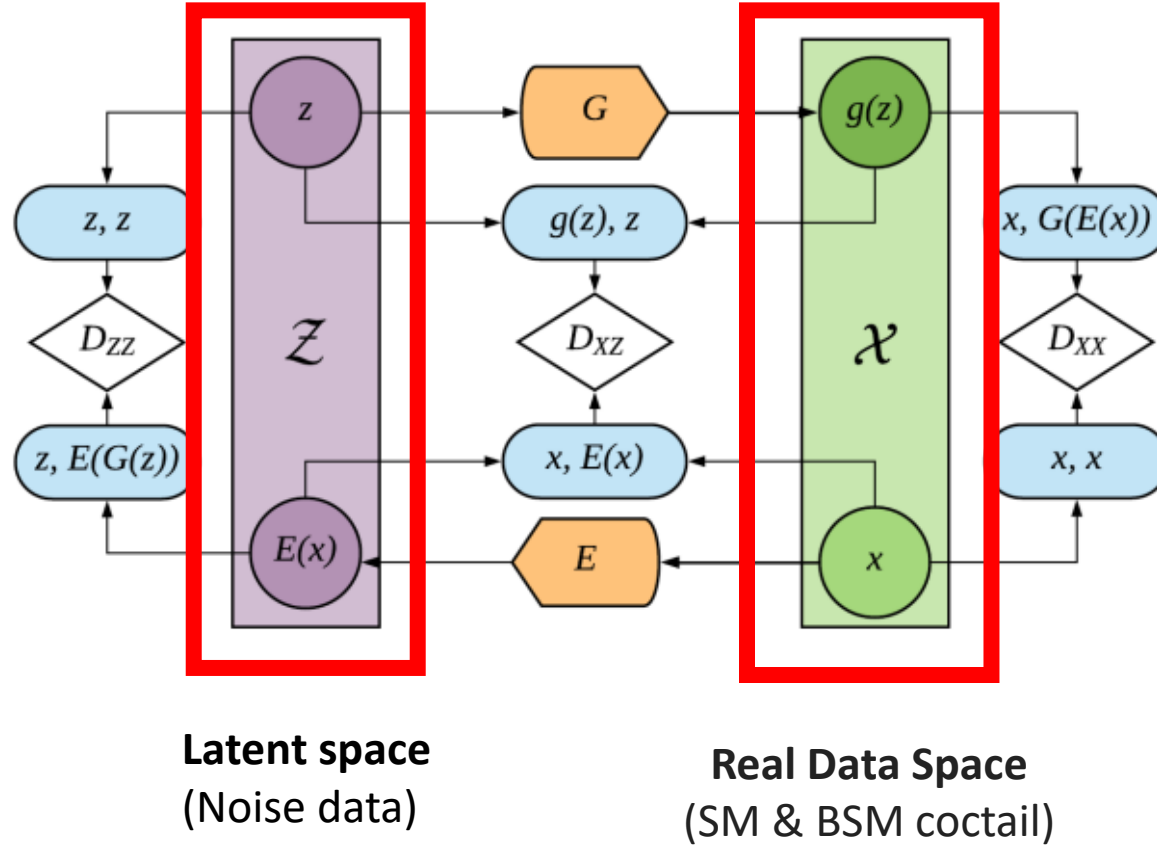 z
G
g(z)
z, z
g(z), z
x, G(E(x))
D_ZZ
𝒵
D_XZ
𝒳
D_XX
z, E(G(z))
x, E(x)
x, x
E(x)
E
x
Latent space
(Noise data)
Real Data Space
(SM & BSM coctail)